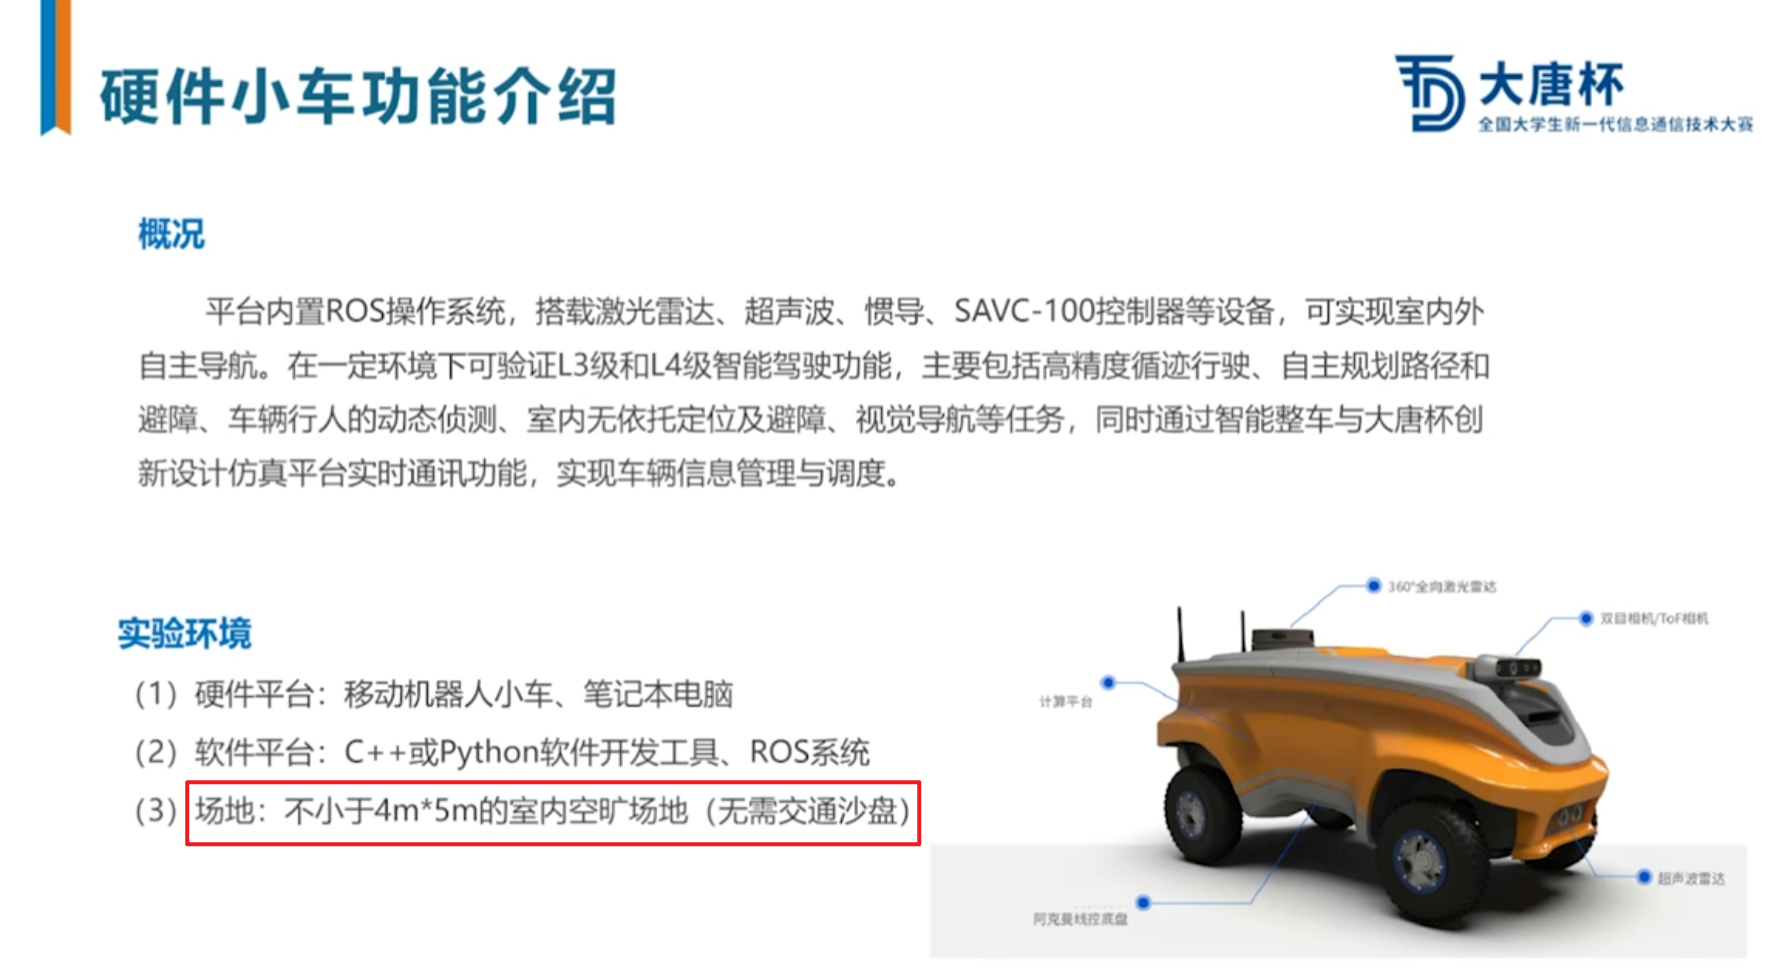 硬件小车功能介绍
大唐杯
全国大学生新一代信息通信技术大赛
概况
平台内置ROS操作系统，搭载激光雷达、超声波、惯导、SAVC-100控制器等设备，可实现室内外
自主导航。在一定环境下可验证L3级和L4级智能驾驶功能，主要包括高精度循迹行驶、自主规划路径和
避障、车辆行人的动态侦测、室内无依托定位及避障、视觉导航等任务，同时通过智能整车与大唐杯创
新设计仿真平台实时通讯功能，实现车辆信息管理与调度。
实验环境
（1）硬件平台：移动机器人小车、笔记本电脑
（2）软件平台：C++或Python软件开发工具、ROS系统
（3）场地：不小于4m*5m的室内空旷场地（无需交通沙盘）
360°全向激光雷达
双目相机/ToF相机
计算平台
超声波雷达
阿克曼线控底盘